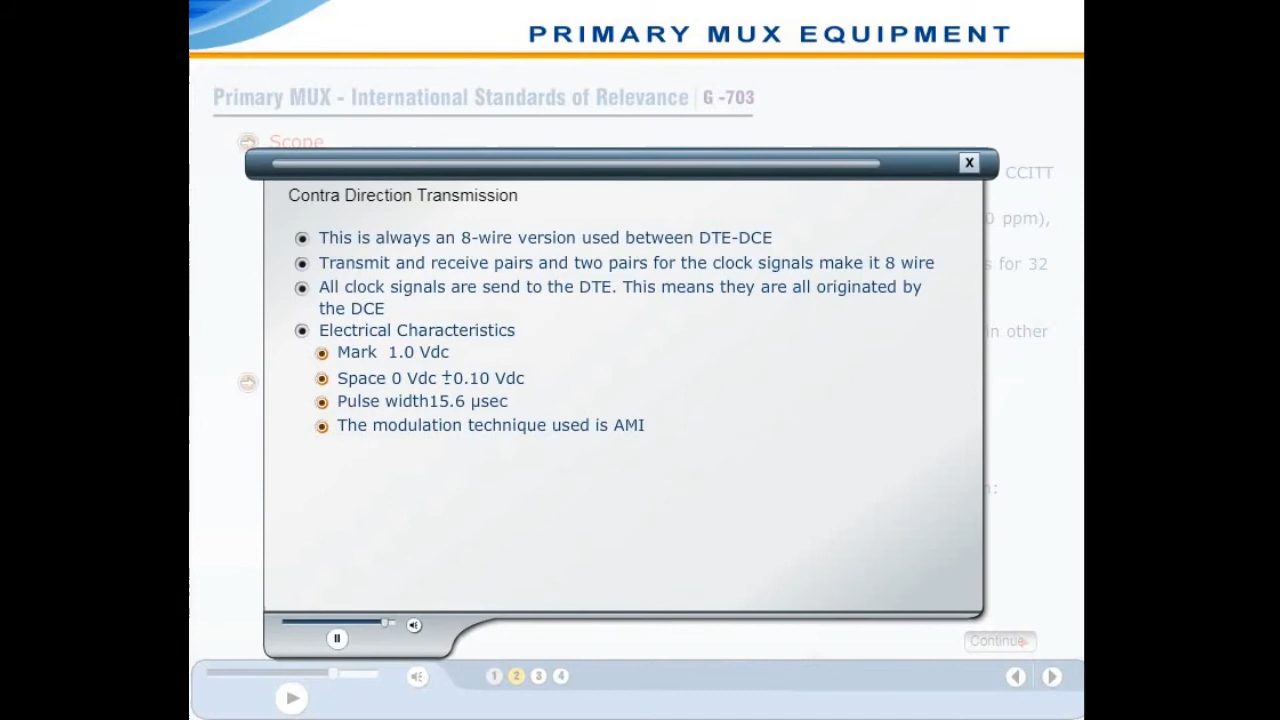 PRIMARY MUX EQUIPMENT
Primary MUX - International Standards of Relevance | G -703
Scope
X
CCITT
Contra Direction Transmission
0 ppm),
This is always an 8-wire version used between DTE-DCE
Transmit and receive pairs and two pairs for the clock signals make it 8 wire
s for 32
All clock signals are send to the DTE. This means they are all originated by
the DCE
Electrical Characteristics
in other
Mark 1.0 Vdc
Space 0 Vdc ±0.10 Vdc
Pulse width15.6 µsec
The modulation technique used is AMI
n:
Continue
1 2 3 4